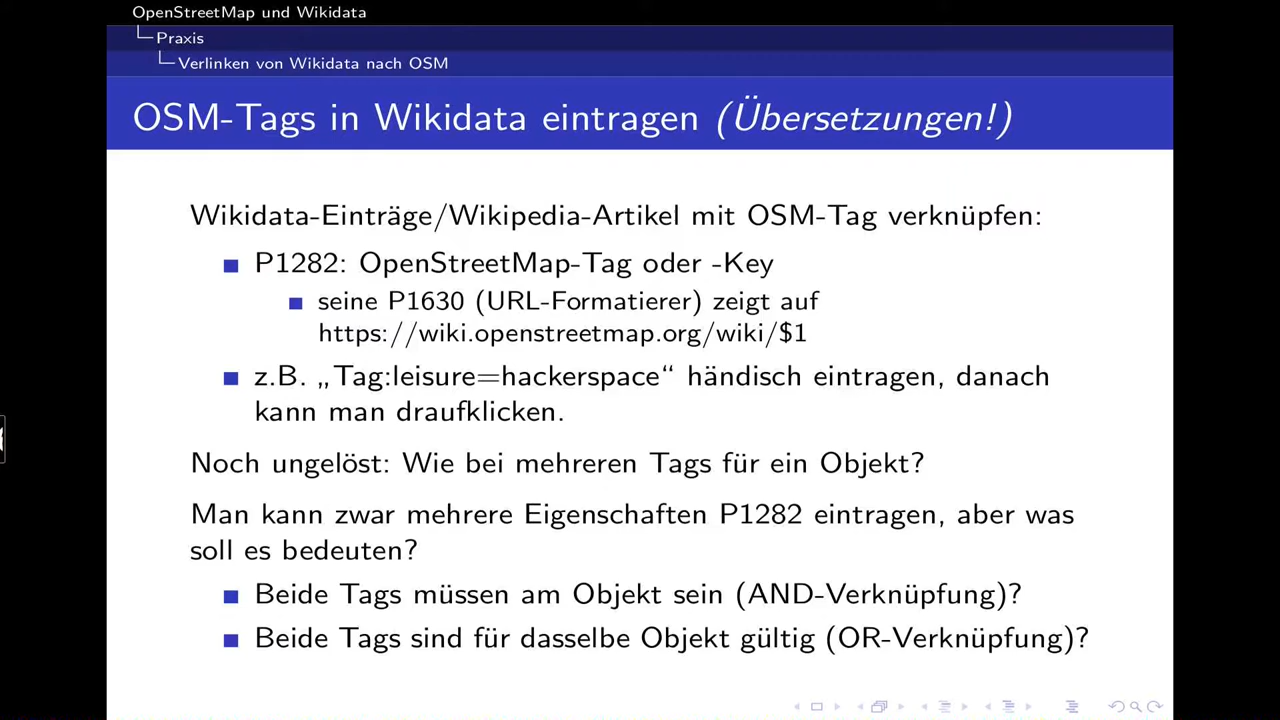 OpenStreetMap und Wikidata
Praxis
Verlinken von Wikidata nach OSM
OSM-Tags in Wikidata eintragen (Übersetzungen!)
Wikidata-Einträge/Wikipedia-Artikel mit OSM-Tag verknüpfen:
P1282: OpenStreetMap-Tag oder -Key
seine P1630 (URL-Formatierer) zeigt auf
https://wiki.openstreetmap.org/wiki/$1
z.B. „Tag:leisure=hackerspace“ händisch eintragen, danach
kann man draufklicken.
Noch ungelöst: Wie bei mehreren Tags für ein Objekt?
Man kann zwar mehrere Eigenschaften P1282 eintragen, aber was
soll es bedeuten?
Beide Tags müssen am Objekt sein (AND-Verknüpfung)?
Beide Tags sind für dasselbe Objekt gültig (OR-Verknüpfung)?